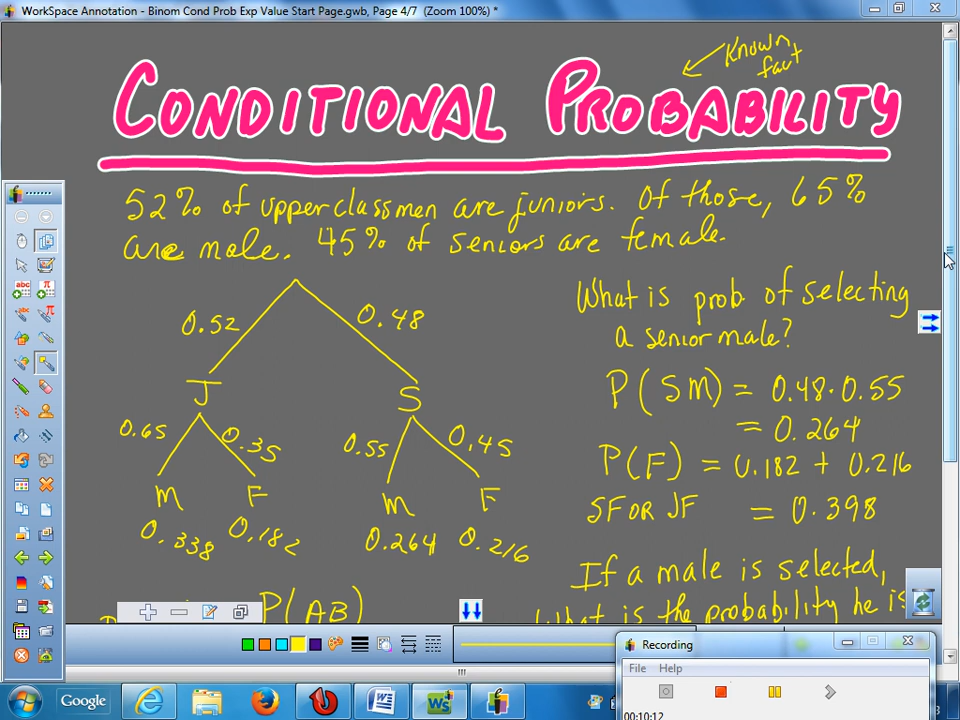 WorkSpace Annotation - Binom Cond Prob Exp Value Start Page.gwb, Page 4/7 (Zoom 100%) *
Known
fact
CONDITIONAL PROBABILITY
52% of upperclassmen are juniors. Of those, 65%
are male. 45% of seniors are female.
What is prob of selecting
a senior male?
0.52
0.48
J
S
P(SM) = 0.48·0.55
= 0.264
0.65
0.35
0.55
0.45
P(F) = 0.182 + 0.216
M
F
M
F
SF OR JF
= 0.398
0.338
0.182
0.264
0.216
If a male is selected,
What is the probability he is
P(AB)
Recording
File Help
00:10:12
Google
W
Ws
abc
π